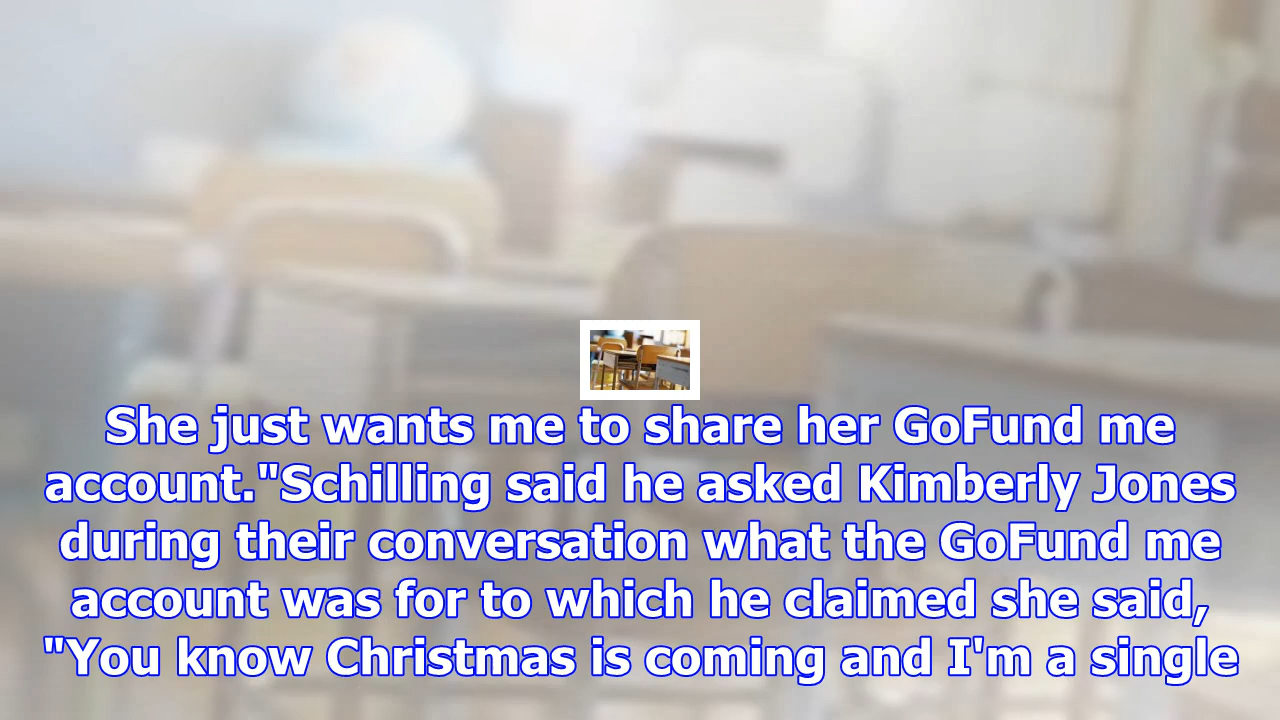 She just wants me to share her GoFund me
account."Schilling said he asked Kimberly Jones
during their conversation what the GoFund me
account was for to which he claimed she said,
"You know Christmas is coming and I'm a single